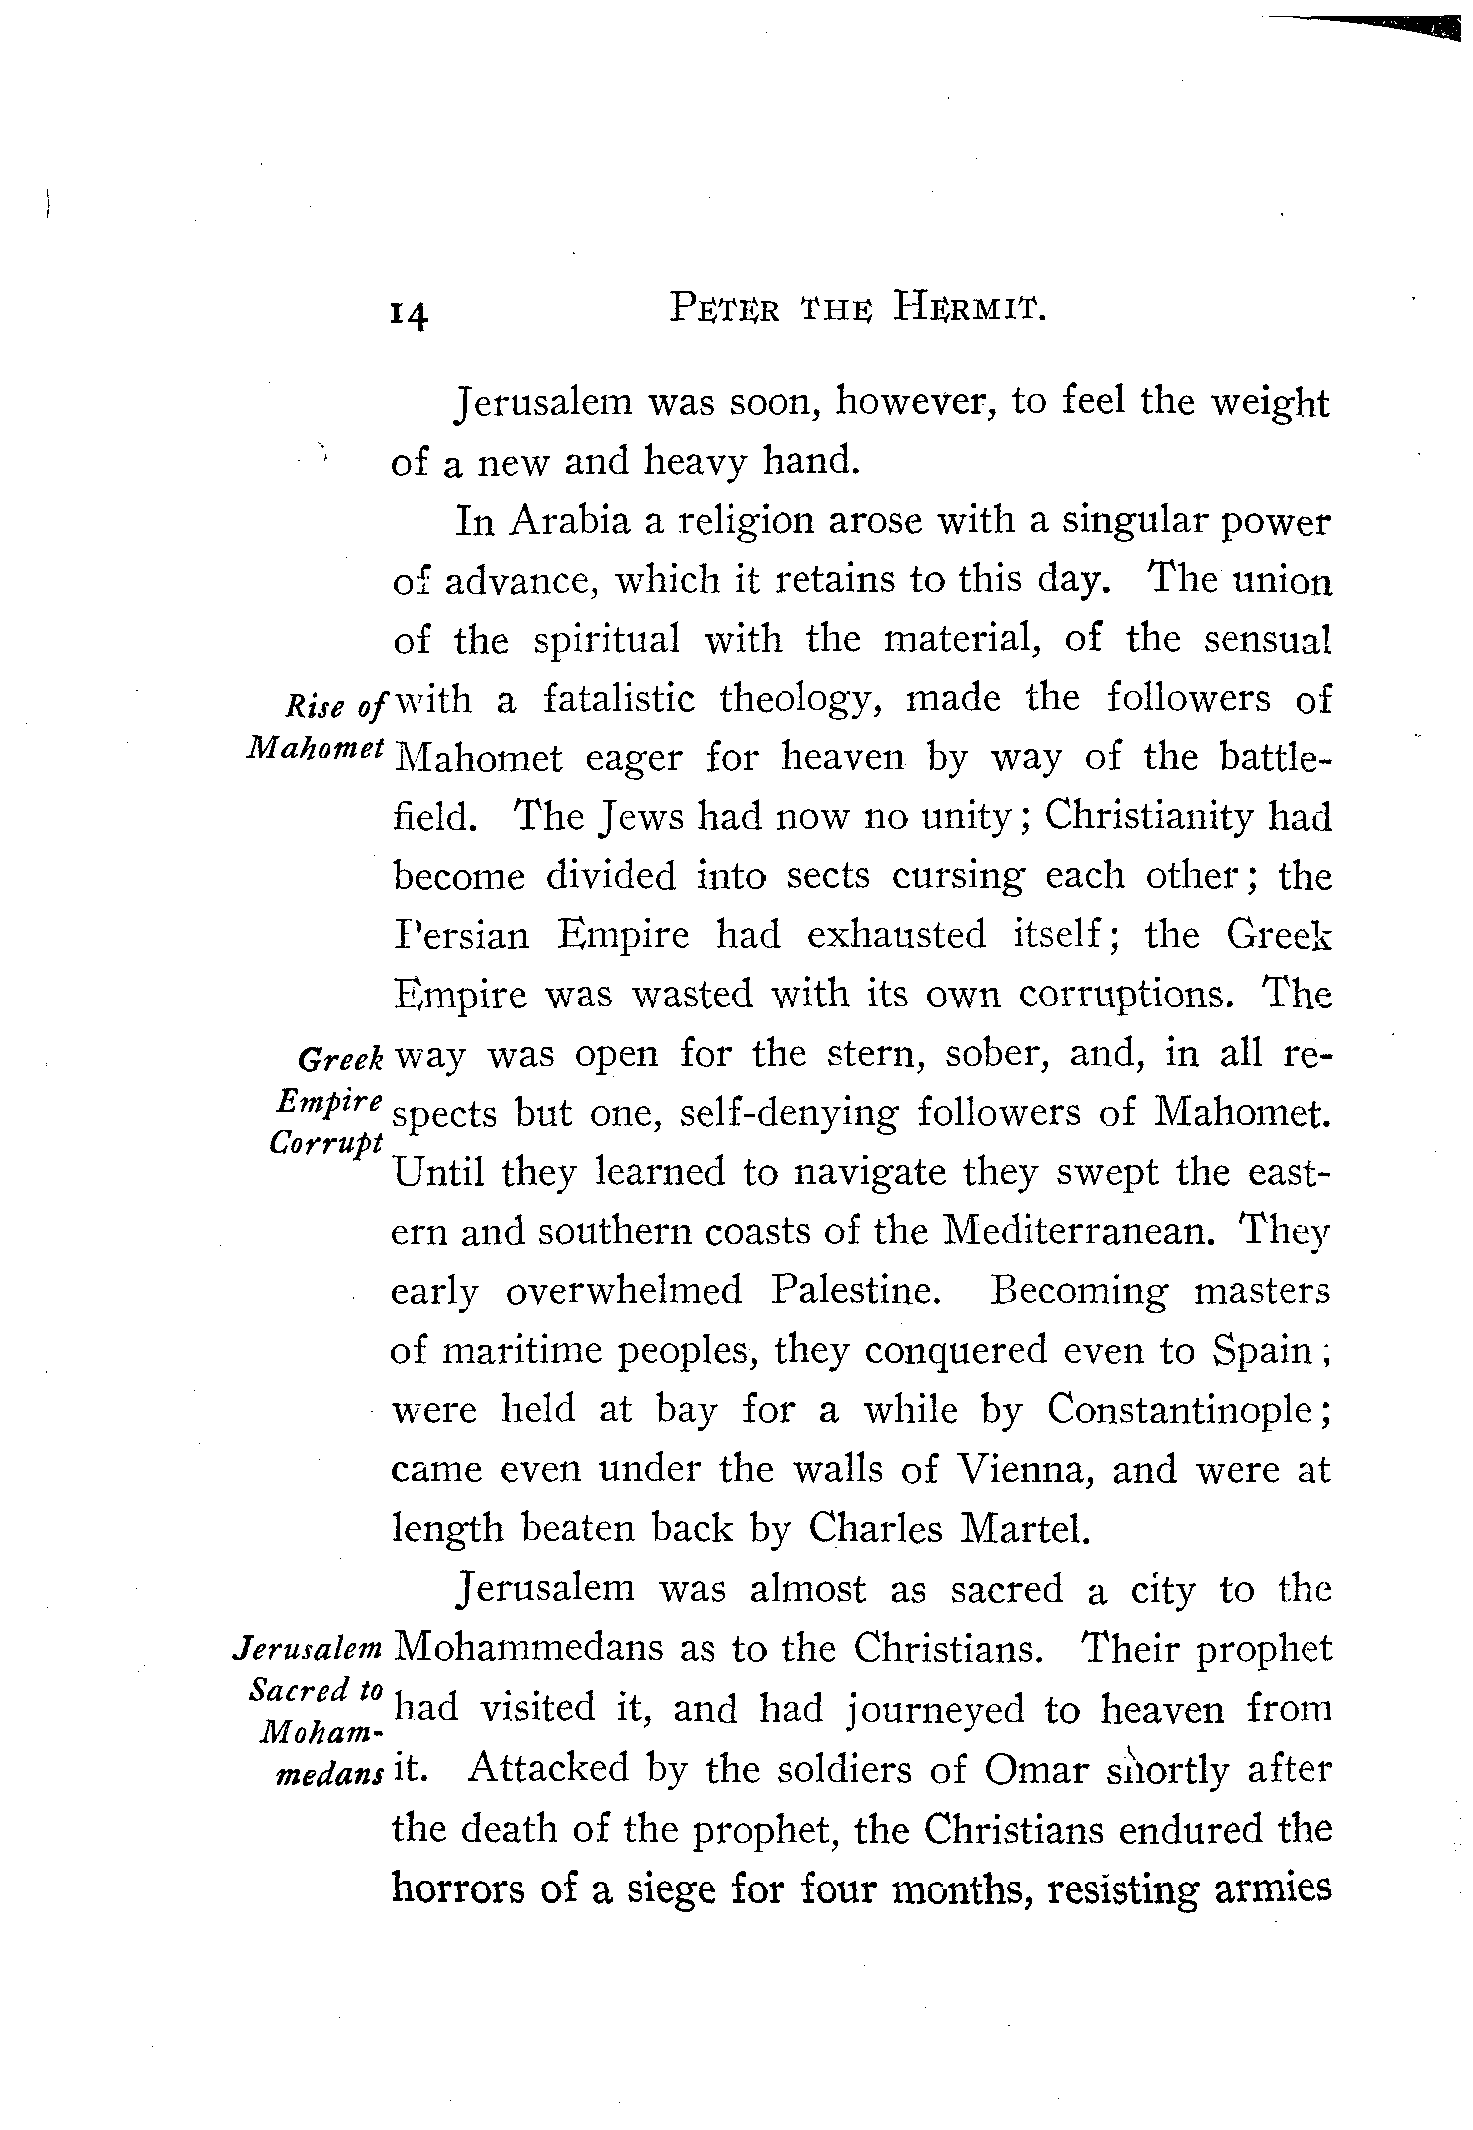 14 PETER THE HERMIT.
Jerusalem was soon, however, to feel the weight
of a new and heavy hand.
In Arabia a religion arose with a singular power
of advance, which it retains to this day. The union
of the spiritual with the material, of the sensual
Rise of with a fatalistic theology, made the followers of
Mahomet Mahomet eager for heaven by way of the battle-
field. The Jews had now no unity; Christianity had
become divided into sects cursing each other; the
Persian Empire had exhausted itself; the Greek
Empire was wasted with its own corruptions. The
Greek way was open for the stern, sober, and, in all re-
Empire spects but one, self-denying followers of Mahomet.
Corrupt
Until they learned to navigate they swept the east-
ern and southern coasts of the Mediterranean. They
early overwhelmed Palestine. Becoming masters
of maritime peoples, they conquered even to Spain;
were held at bay for a while by Constantinople;
came even under the walls of Vienna, and were at
length beaten back by Charles Martel.
Jerusalem was almost as sacred a city to the
Jerusalem Mohammedans as to the Christians. Their prophet
Sacred to had visited it, and had journeyed to heaven from
Moham-
medans it. Attacked by the soldiers of Omar shortly after
the death of the prophet, the Christians endured the
horrors of a siege for four months, resisting armies